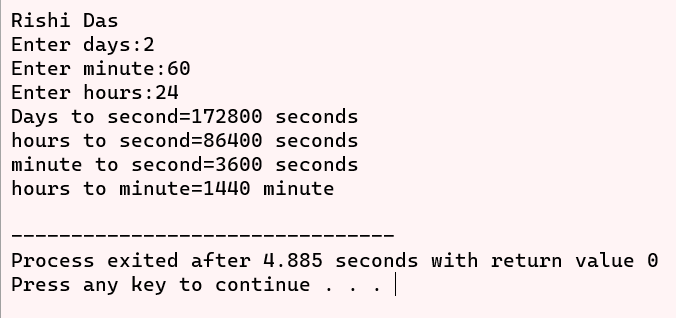 Rishi Das
Enter days:2
Enter minute:60
Enter hours:24
Days to second=172800 seconds
hours to second=86400 seconds
minute to second=3600 seconds
hours to minute=1440 minute
--------------------------------
Process exited after 4.885 seconds with return value 0
Press any key to continue . . .